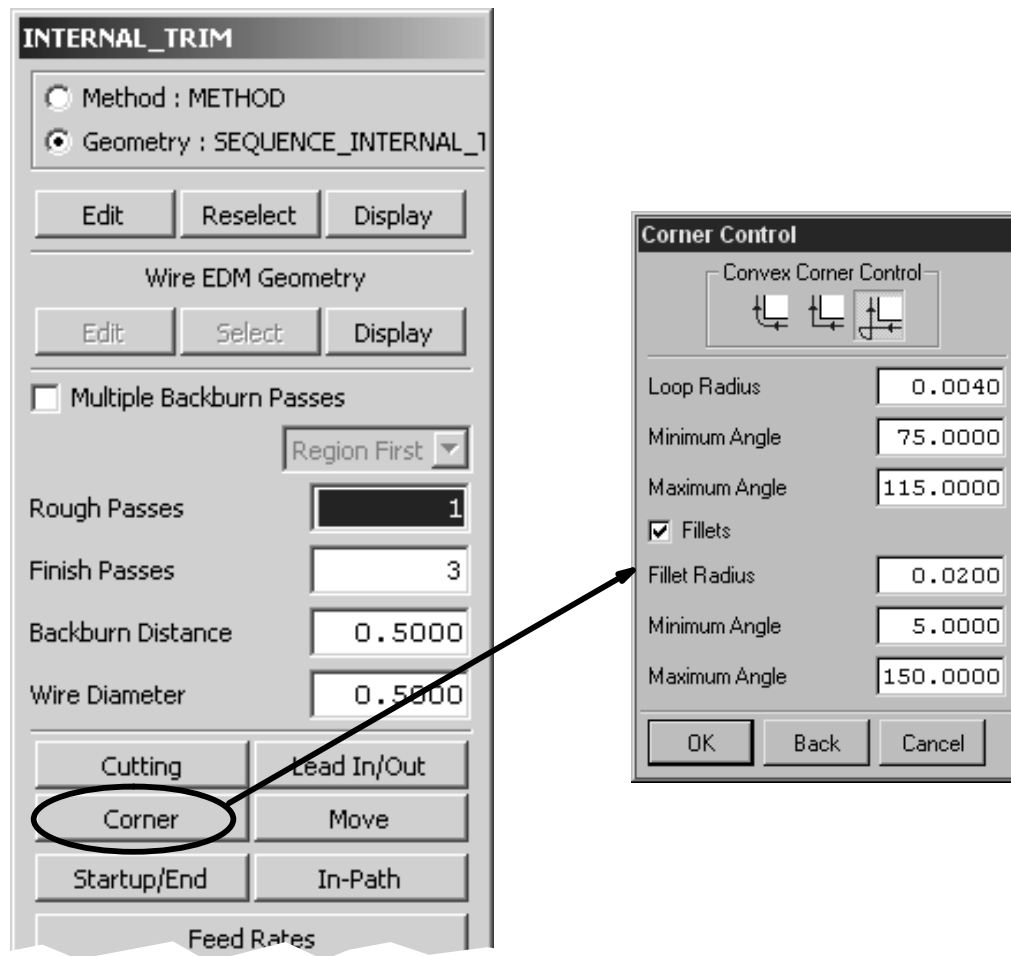 INTERNAL_TRIM
Method : METHOD
Geometry : SEQUENCE_INTERNAL_T
Edit Reselect Display
Wire EDM Geometry
Edit Select Display
Multiple Backburn Passes
Region First
Rough Passes 1
Finish Passes 3
Backburn Distance 0.5000
Wire Diameter 0.5000
Cutting Lead In/Out
Corner Move
Startup/End In-Path
Feed Rates
Corner Control
Convex Corner Control
Loop Radius 0.0040
Minimum Angle 75.0000
Maximum Angle 115.0000
Fillets
Fillet Radius 0.0200
Minimum Angle 5.0000
Maximum Angle 150.0000
OK Back Cancel